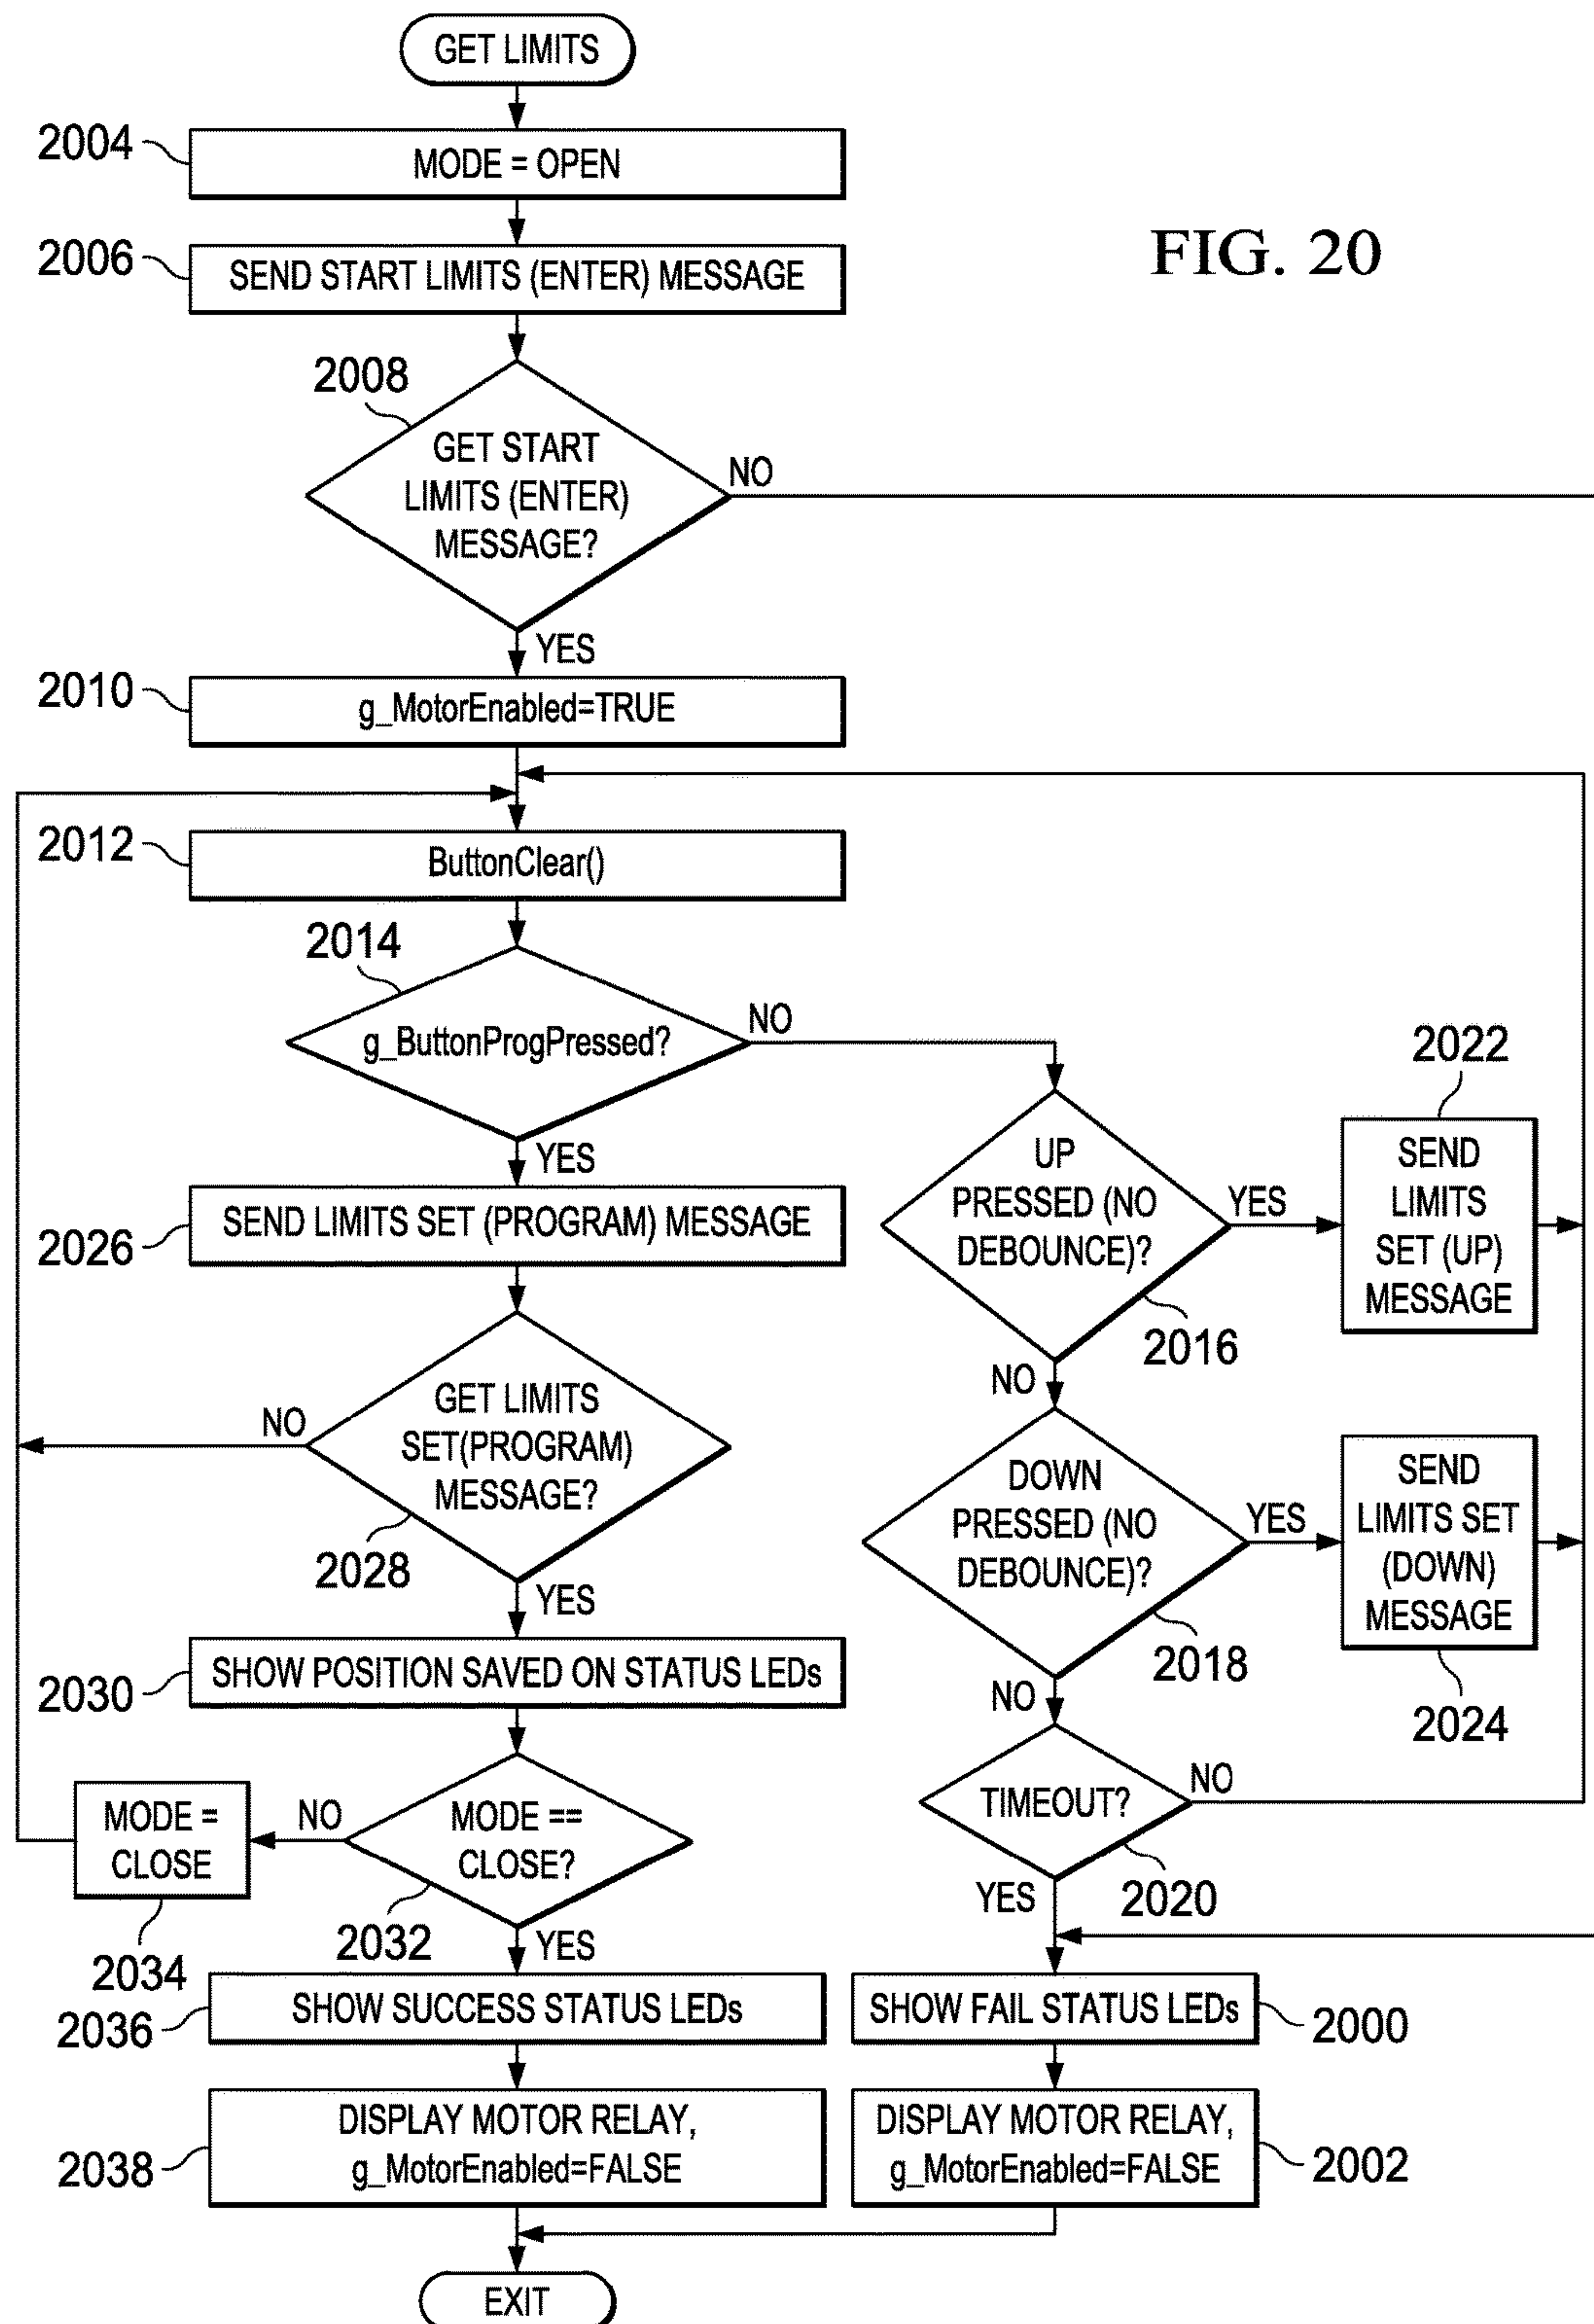 GET LIMITS
2004
MODE = OPEN
FIG. 20
2006
SEND START LIMITS (ENTER) MESSAGE
2008
GET START
LIMITS (ENTER)
MESSAGE?
NO
YES
2010
g_MotorEnabled=TRUE
2012
ButtonClear()
2014
g_ButtonProgPressed?
NO
YES
2022
UP
PRESSED (NO
DEBOUNCE)?
YES
SEND
LIMITS
SET (UP)
MESSAGE
2016
NO
2026
SEND LIMITS SET (PROGRAM) MESSAGE
GET LIMITS
SET(PROGRAM)
MESSAGE?
NO
2028
YES
DOWN
PRESSED (NO
DEBOUNCE)?
YES
SEND
LIMITS SET
(DOWN)
MESSAGE
2018
2024
NO
2030
SHOW POSITION SAVED ON STATUS LEDs
TIMEOUT?
NO
2020
YES
MODE =
CLOSE
NO
MODE ==
CLOSE?
2032
2034
YES
2036
SHOW SUCCESS STATUS LEDs
SHOW FAIL STATUS LEDs
2000
2038
DISPLAY MOTOR RELAY,
g_MotorEnabled=FALSE
DISPLAY MOTOR RELAY,
g_MotorEnabled=FALSE
2002
EXIT